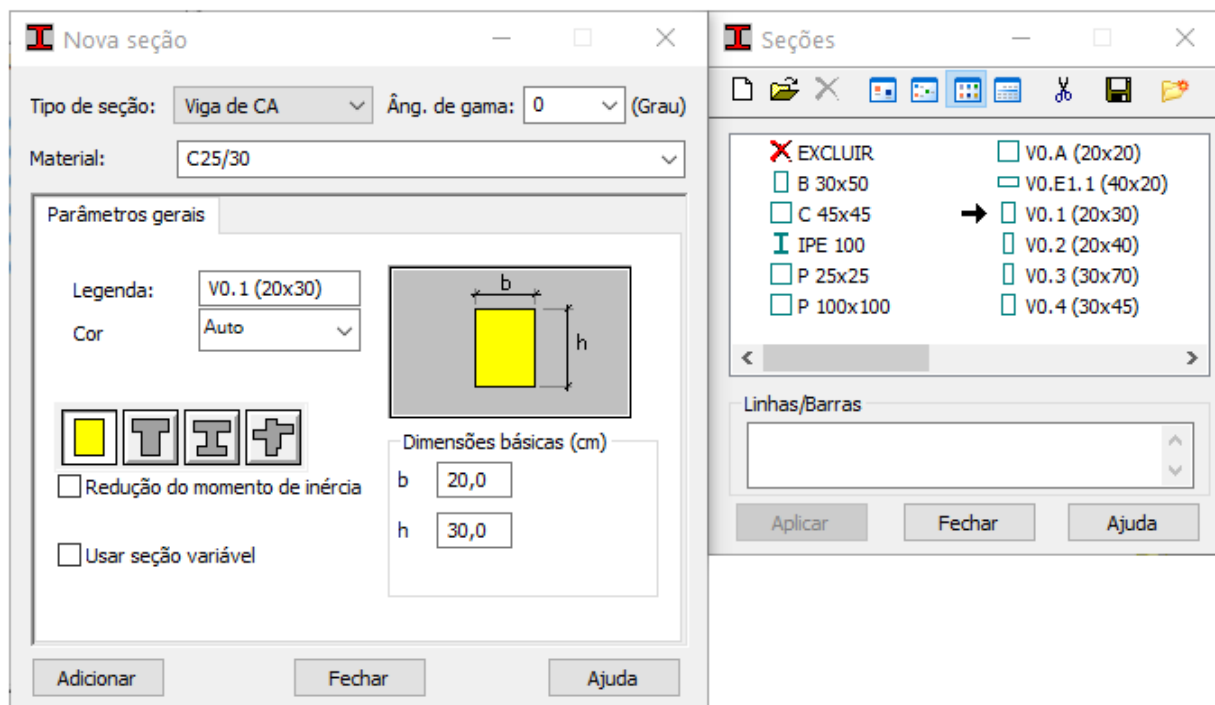 Nova seção
Tipo de seção: Viga de CA Âng. de gama: 0 (Grau)
Material: C25/30
Parâmetros gerais
Legenda: V0.1 (20x30)
Cor Auto
b
h
Redução do momento de inércia
Usar seção variável
Dimensões básicas (cm)
b 20,0
h 30,0
Adicionar Fechar Ajuda
Seções
EXCLUIR V0.A (20x20)
B 30x50 V0.E1.1 (40x20)
C 45x45 V0.1 (20x30)
IPE 100 V0.2 (20x40)
P 25x25 V0.3 (30x70)
P 100x100 V0.4 (30x45)
Linhas/Barras
Aplicar Fechar Ajuda